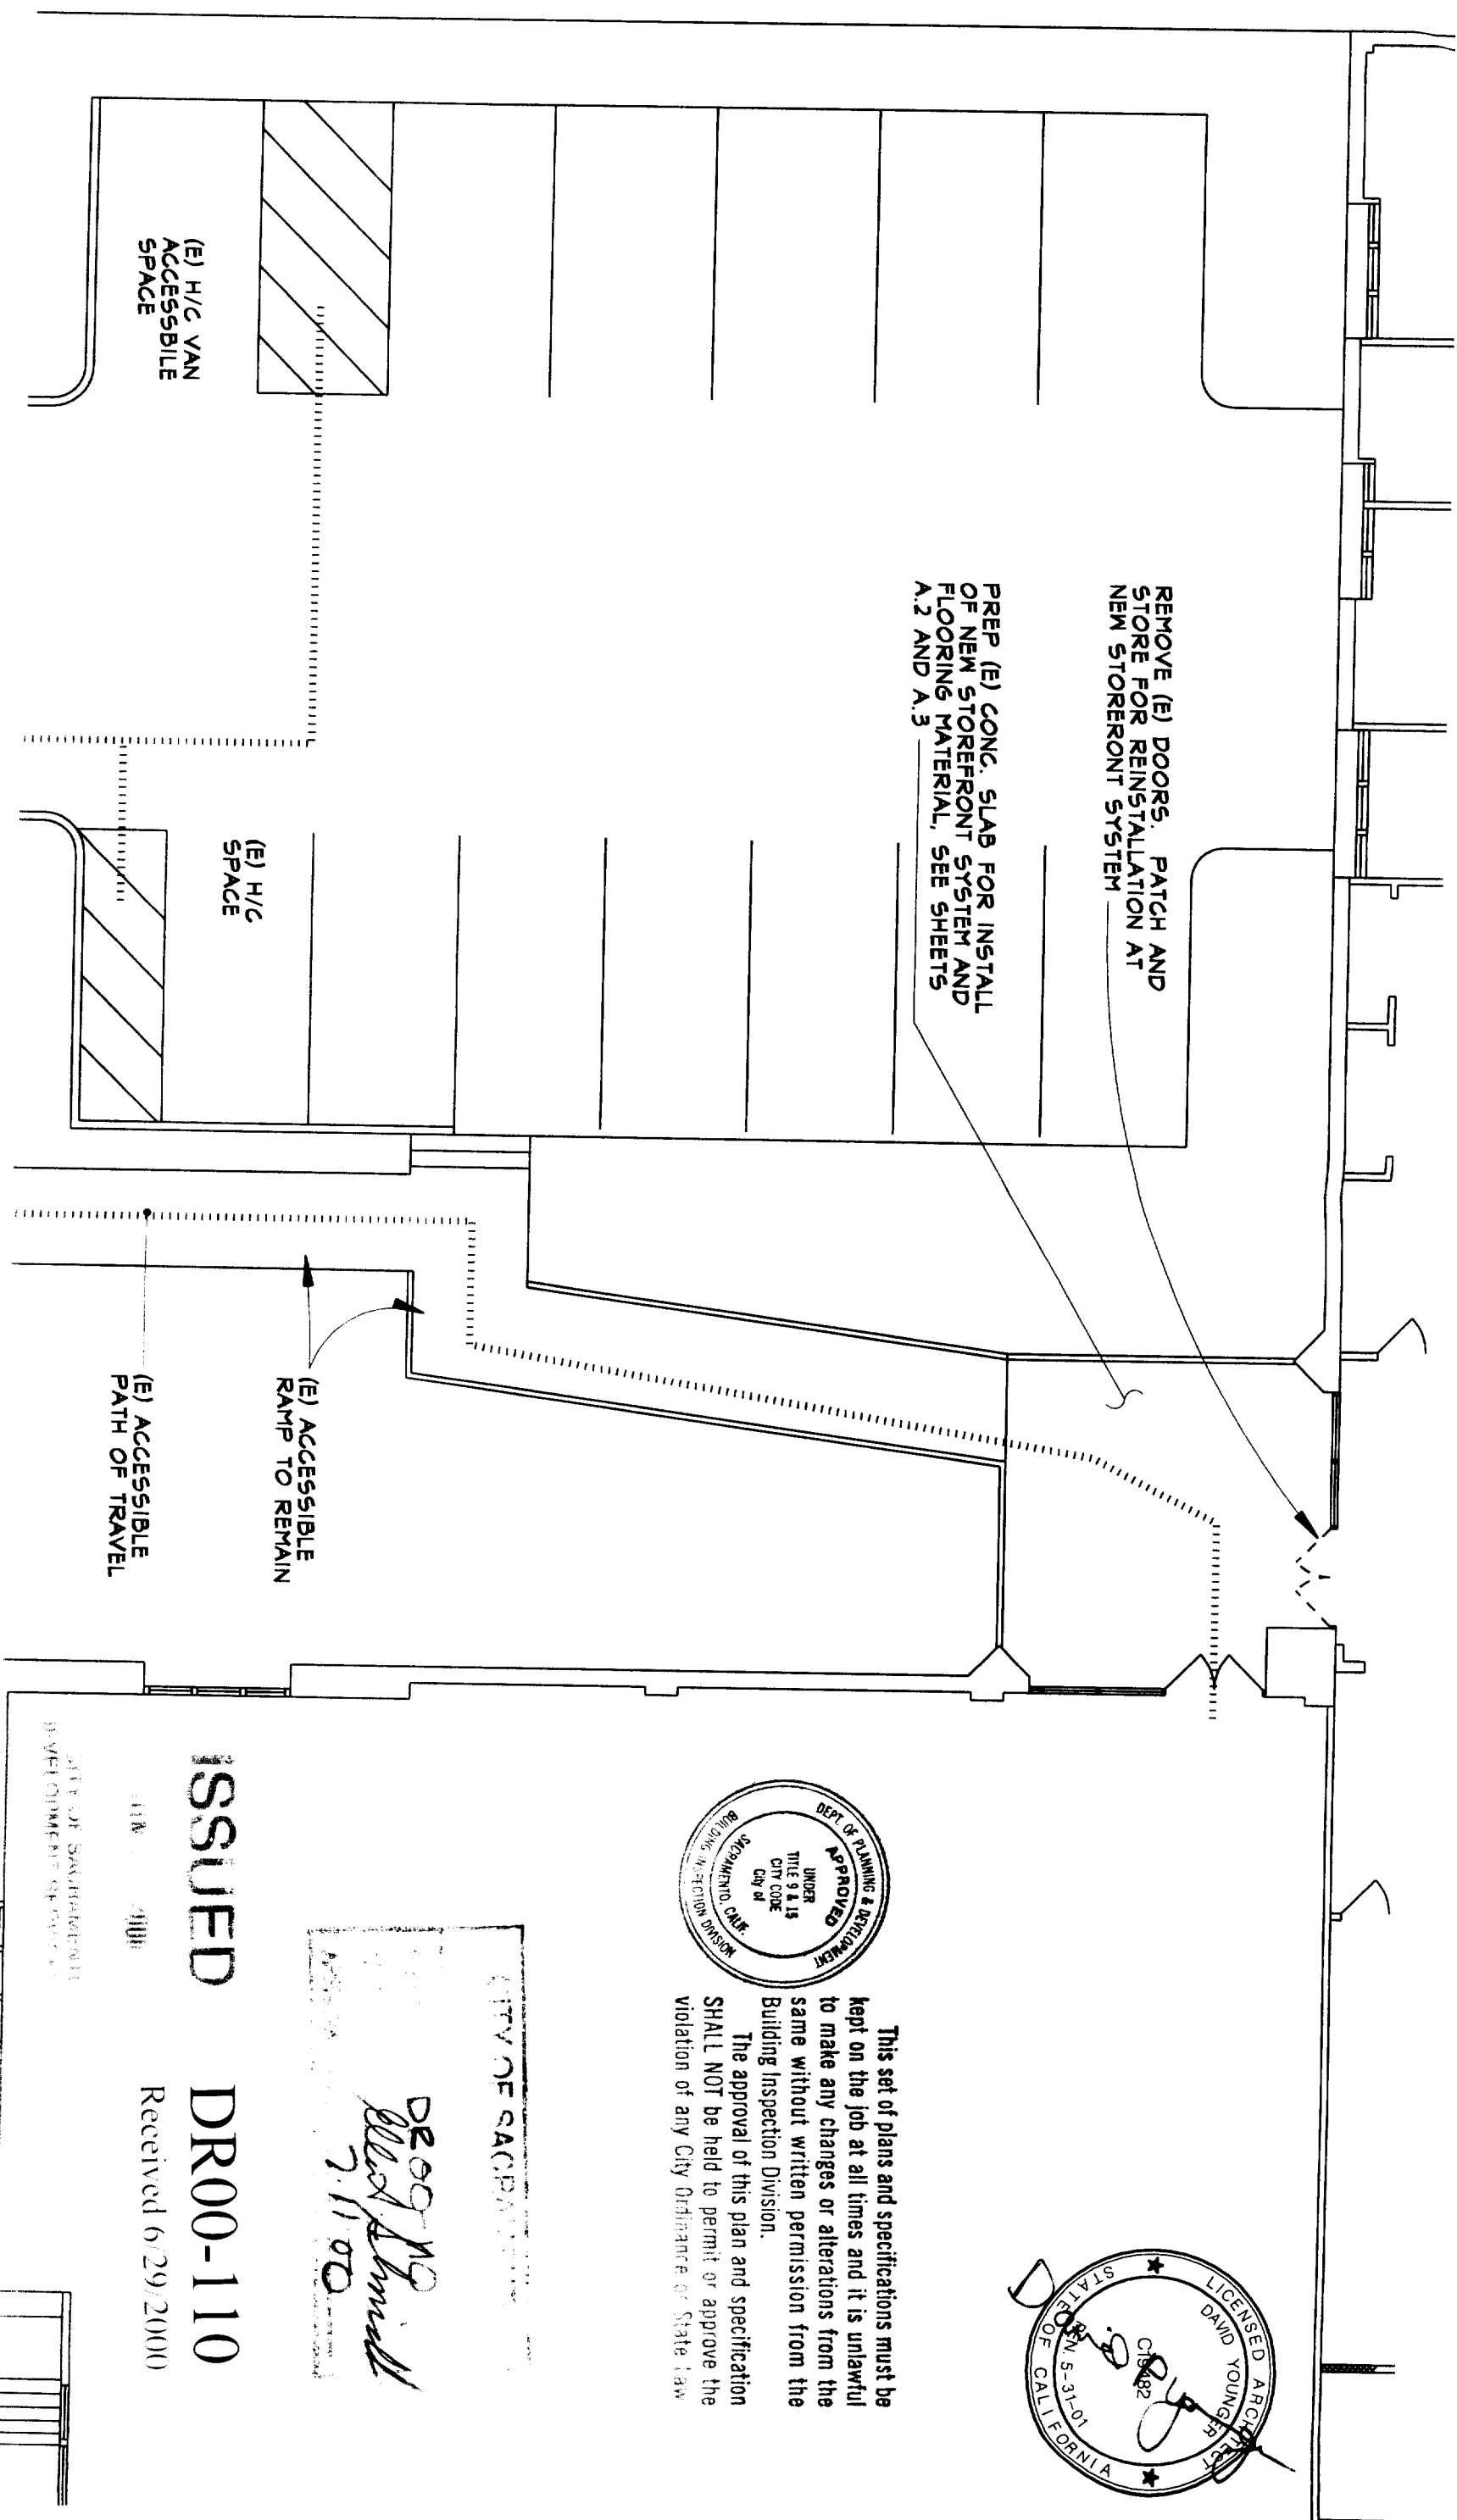 REMOVE (E) DOORS. PATCH AND
STORE FOR REINSTALLATION AT
NEW STORERONT SYSTEM
PREP (E) CONC. SLAB FOR INSTALL
OF NEW STOREFRONT SYSTEM AND
FLOORING MATERIAL, SEE SHEETS
A.2 AND A.3
(E) H/C VAN
ACCESSBILE
SPACE
(E) H/C
SPACE
(E) ACCESSIBLE
RAMP TO REMAIN
(E) ACCESSIBLE
PATH OF TRAVEL
LICENSED ARCHITECT
DAVID YOUNGER
REN. 5-31-01
STATE OF CALIFORNIA
DEPT. OF PLANNING & DEVELOPMENT
APPROVED
UNDER
TITLE 9 & 15
CITY CODE
City of
SACRAMENTO, CALIF.
BUILDING INSPECTION DIVISION
This set of plans and specifications must be
kept on the job at all times and it is unlawful
to make any changes or alterations from the
same without written permission from the
Building Inspection Division.
The approval of this plan and specification
SHALL NOT be held to permit or approve the
violation of any City Ordinance or State Law
CITY OF
7.11.00
ISSUED DR00-110
Received 6/29/2000